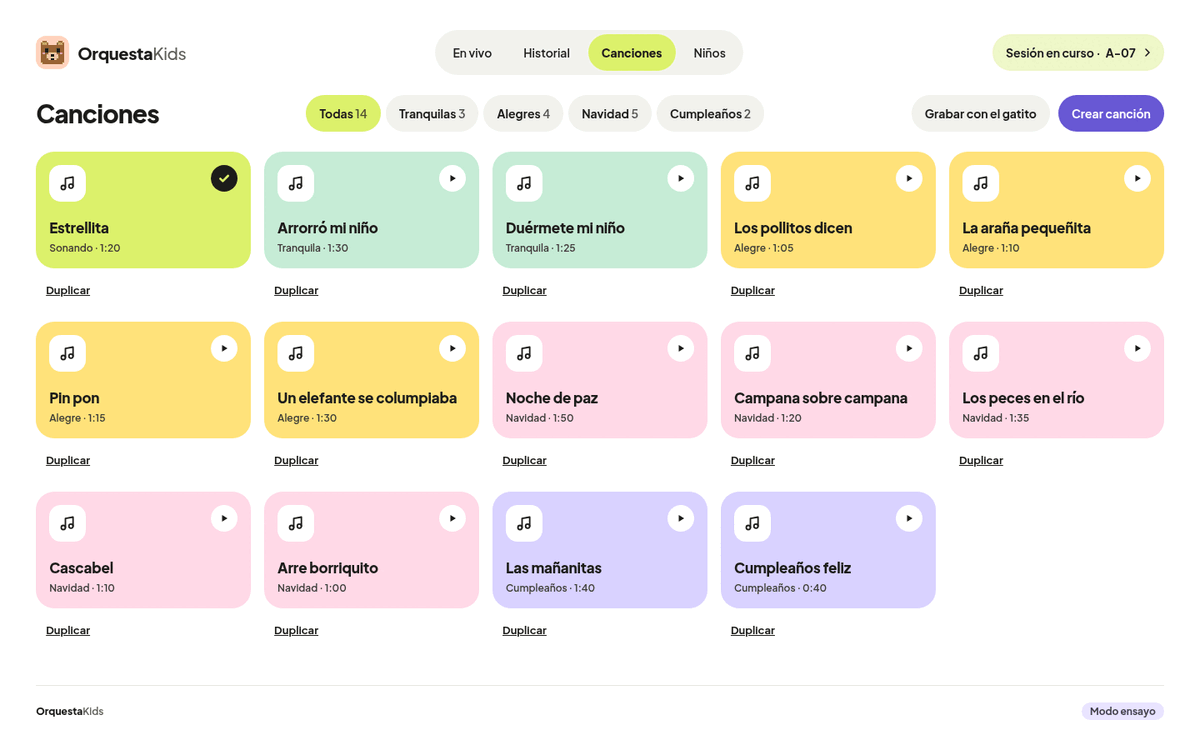 OrquestaKids
En vivo
Historial
Canciones
Niños
Sesión en curso · A-07
Canciones
Todas 14
Tranquilas 3
Alegres 4
Navidad 5
Cumpleaños 2
Grabar con el gatito
Crear canción
Estrellita
Sonando · 1:20
Duplicar
Arrorró mi niño
Tranquila · 1:30
Duplicar
Duérmete mi niño
Tranquila · 1:25
Duplicar
Los pollitos dicen
Alegre · 1:05
Duplicar
La araña pequeñita
Alegre · 1:10
Duplicar
Pin pon
Alegre · 1:15
Duplicar
Un elefante se columpiaba
Alegre · 1:30
Duplicar
Noche de paz
Navidad · 1:50
Duplicar
Campana sobre campana
Navidad · 1:20
Duplicar
Los peces en el río
Navidad · 1:35
Duplicar
Cascabel
Navidad · 1:10
Duplicar
Arre borriquito
Navidad · 1:00
Duplicar
Las mañanitas
Cumpleaños · 1:40
Duplicar
Cumpleaños feliz
Cumpleaños · 0:40
Duplicar
OrquestaKids
Modo ensayo